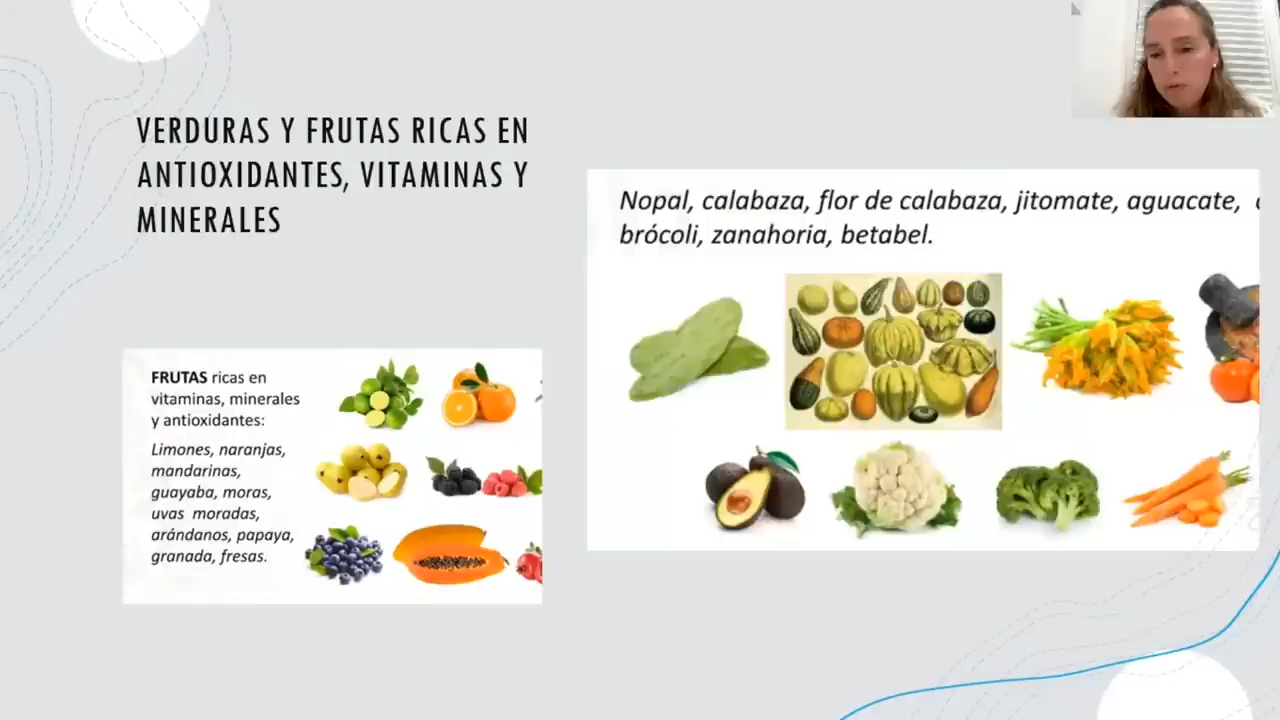 VERDURAS Y FRUTAS RICAS EN
ANTIOXIDANTES, VITAMINAS Y
MINERALES
Nopal, calabaza, flor de calabaza, jitomate, aguacate,
brócoli, zanahoria, betabel.
FRUTAS ricas en
vitaminas, minerales
y antioxidantes:
Limones, naranjas,
mandarinas,
guayaba, moras,
uvas moradas,
arándanos, papaya,
granada, fresas.